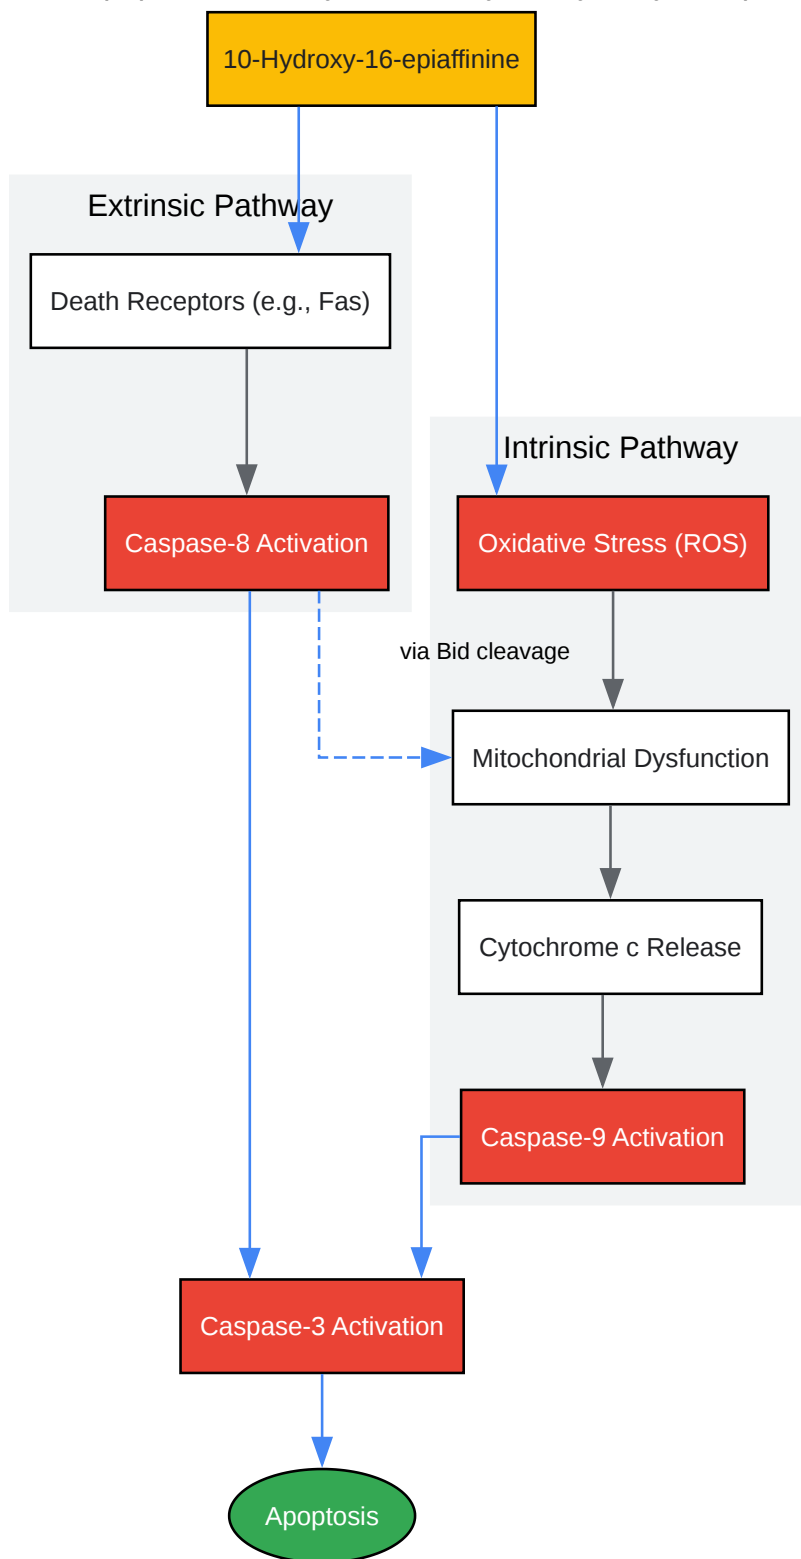 10-Hydroxy-16-epiaffinine
Extrinsic Pathway
Death Receptors (e.g., Fas)
Intrinsic Pathway
Caspase-8 Activation
Oxidative Stress (ROS)
via Bid cleavage
Mitochondrial Dysfunction
Cytochrome c Release
Caspase-9 Activation
Caspase-3 Activation
Apoptosis